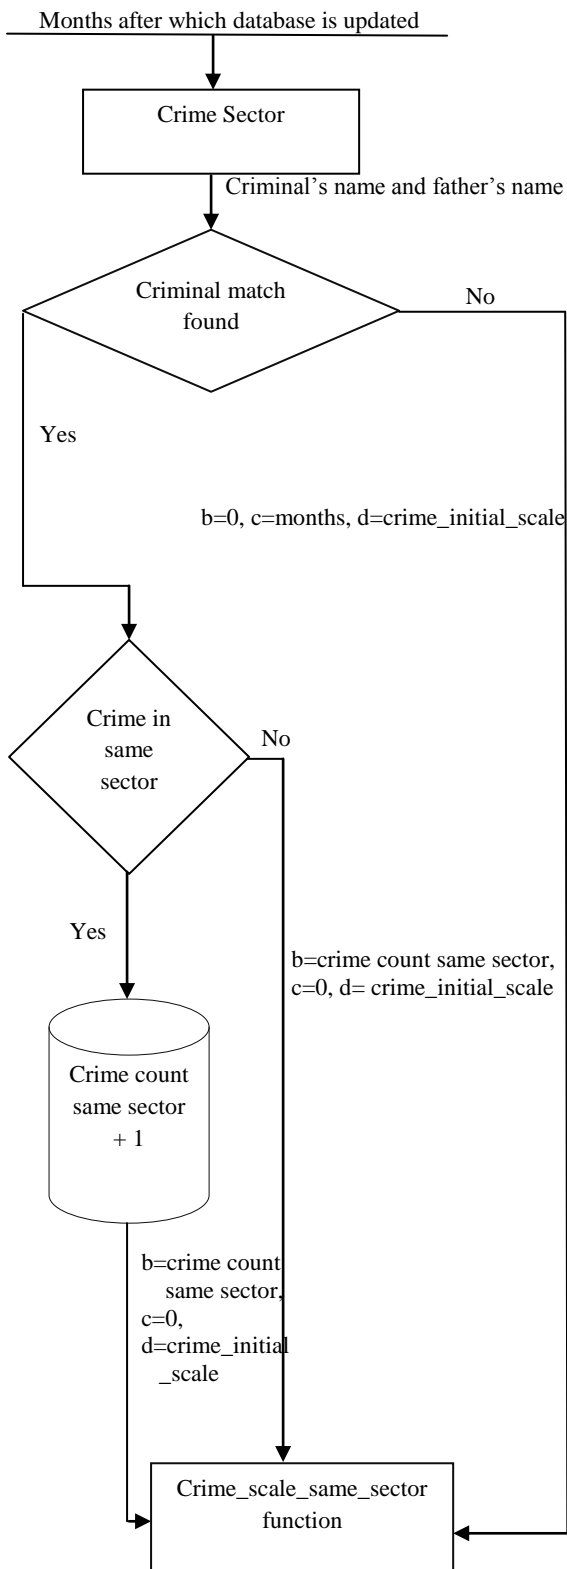 Months after which database is updated
Crime Sector
Criminal's name and father's name
Criminal match
found
No
Yes
b=0, c=months, d=crime_initial_scale
Crime in
same
sector
No
Yes
b=crime count same sector,
c=0, d= crime_initial_scale
Crime count
same sector
+ 1
b=crime count
same sector,
c=0,
d=crime_initial
_scale
Crime_scale_same_sector
function